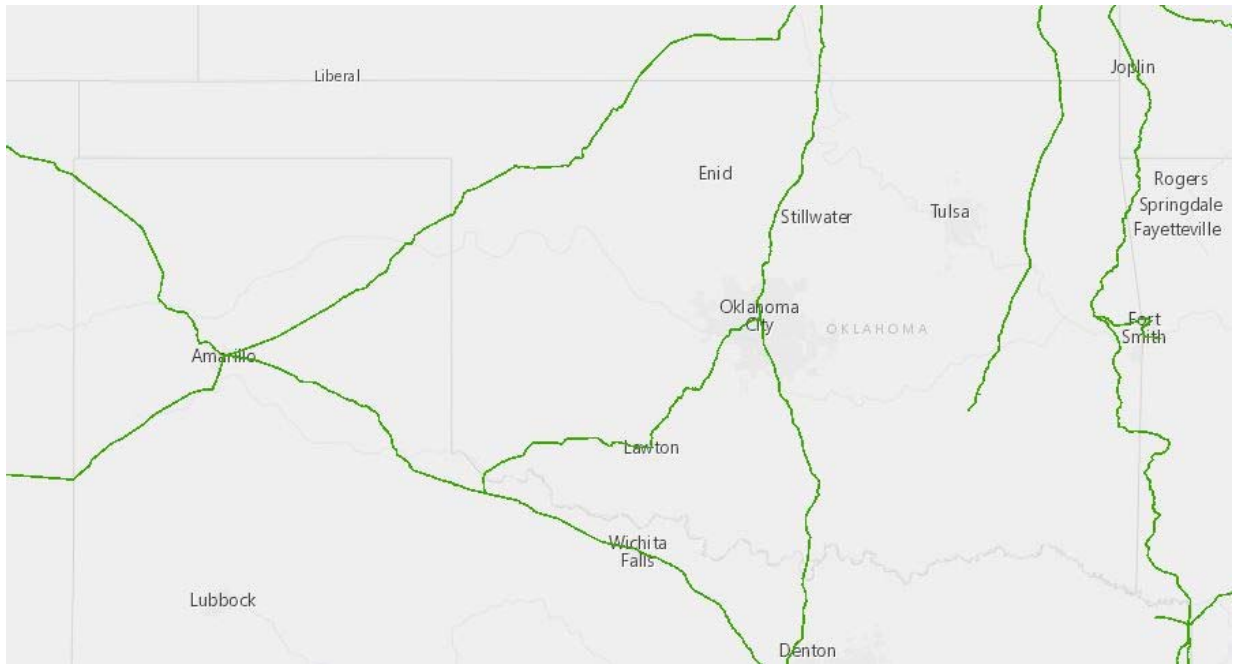 Joplin
Liberal
Enid
Rogers
Springdale
Fayetteville
Stillwater
Tulsa
Oklahoma
City
OKLAHOMA
Fort
Smith
Amarillo
Lawton
Wichita
Falls
Lubbock
Denton